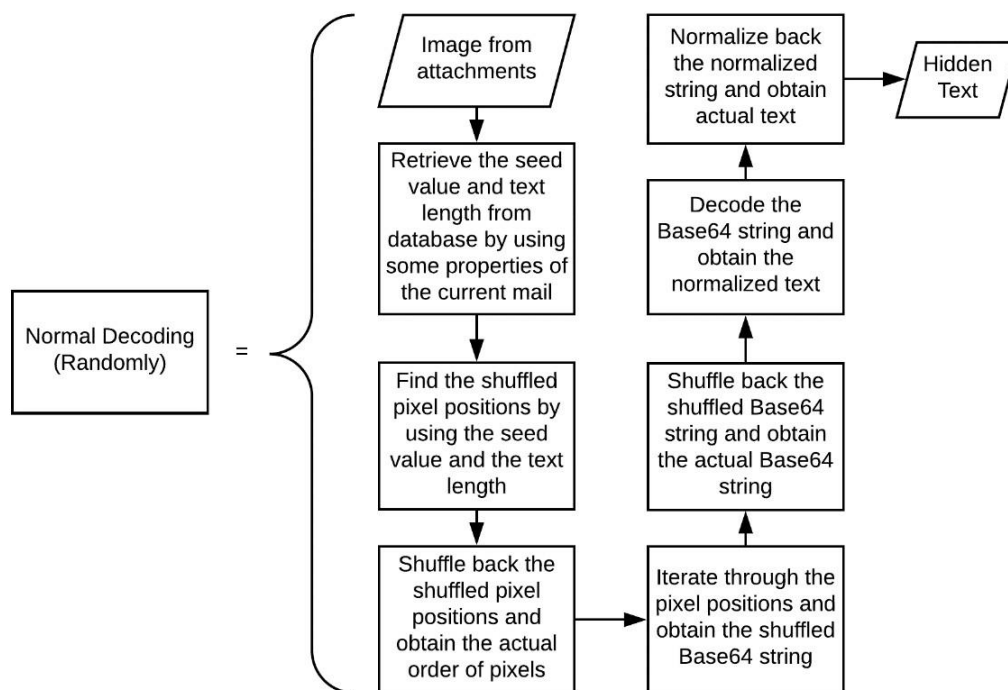 Normal Decoding
(Randomly)
=
Image from
attachments
Retrieve the seed
value and text
length from
database by using
some properties of
the current mail
Find the shuffled
pixel positions by
using the seed
value and the text
length
Shuffle back the
shuffled pixel
positions and
obtain the actual
order of pixels
Iterate through the
pixel positions and
obtain the shuffled
Base64 string
Shuffle back the
shuffled Base64
string and obtain
the actual Base64
string
Decode the
Base64 string and
obtain the
normalized text
Normalize back
the normalized
string and obtain
actual text
Hidden
Text